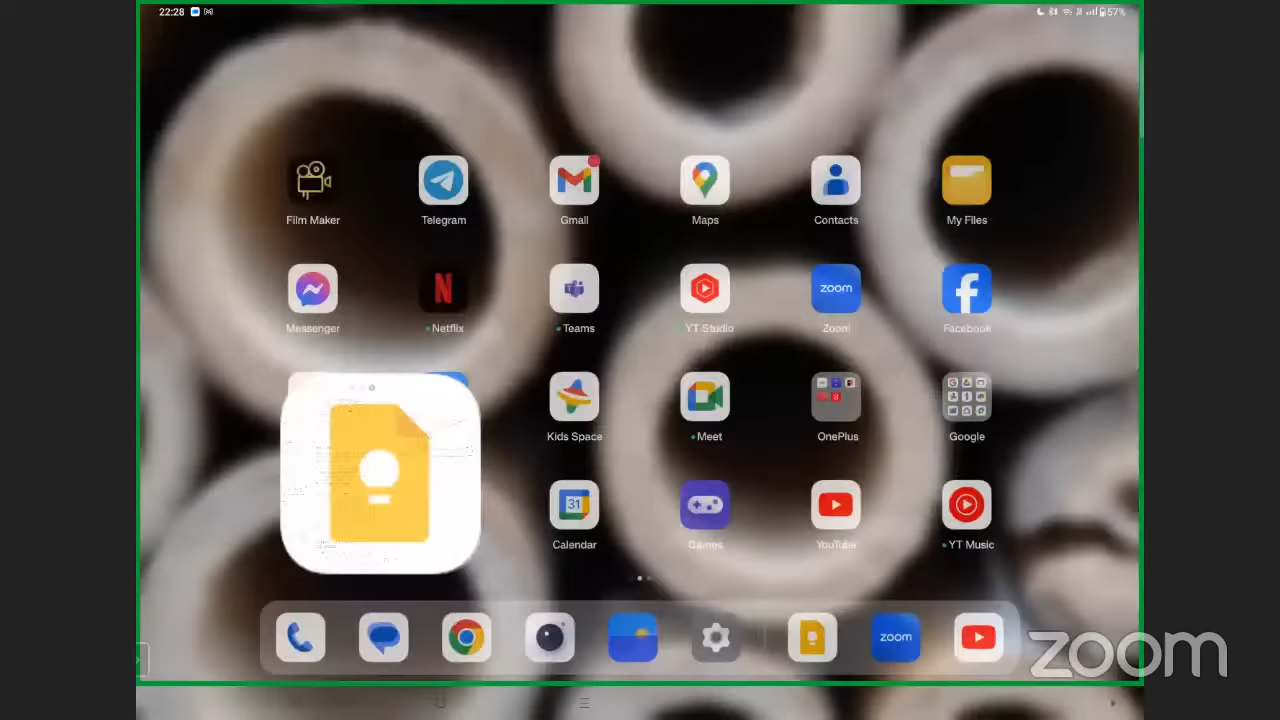 22:28
57%
Film Maker
Telegram
Gmail
Maps
Contacts
My Files
zoom
Messenger
Netflix
Teams
YT Studio
Zoom
Facebook
Kids Space
Meet
OnePlus
Google
31
Calendar
Games
YouTube
YT Music
zoom
zoom